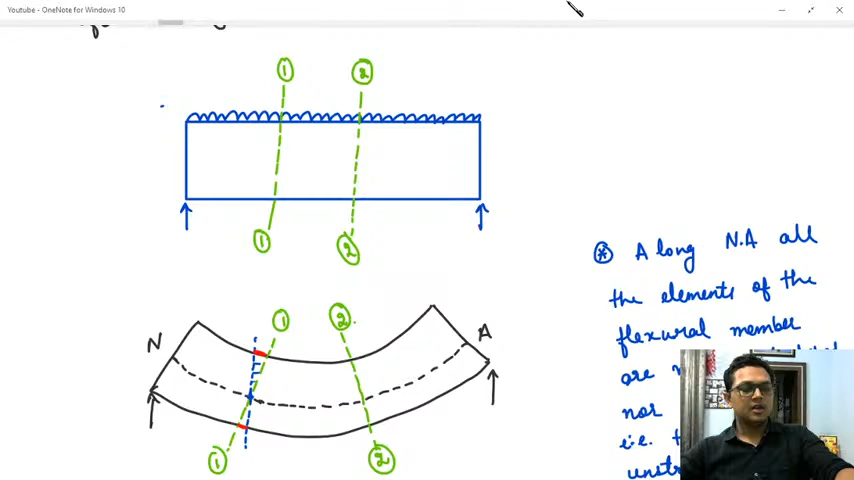 Youtube - OneNote for Windows 10
1 2
1 2
1 2
N A
1 2
* Along N.A all
the elements of the
flexural member
are
nor
i.e.